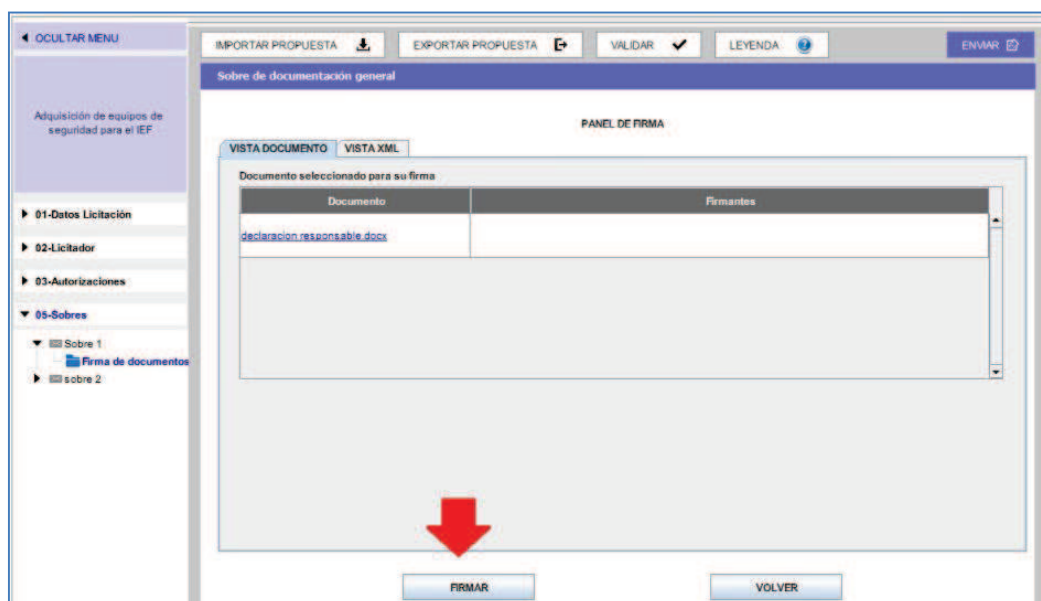 OCULTAR MENU
IMPORTAR PROPUESTA
EXPORTAR PROPUESTA
VALIDAR
LEYENDA
ENVIAR
Sobre de documentación general
Adquisición de equipos de
seguridad para el IEF
PANEL DE FIRMA
VISTA DOCUMENTO
VISTA XML
Documento seleccionado para su firma
Documento
Firmantes
declaracion responsable.docx
01-Datos Licitación
02-Licitador
03-Autorizaciones
05-Sobres
Sobre 1
Firma de documentos
sobre 2
FIRMAR
VOLVER